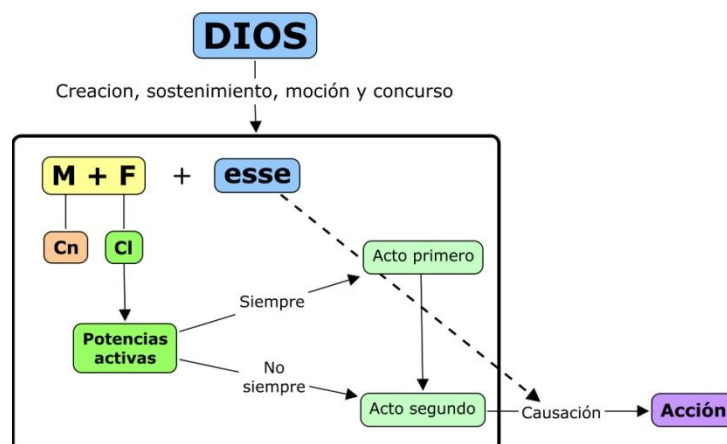 DIOS
Creacion, sostenimiento, moción y concurso
M + F + esse
Cn Cl
Acto primero
Siempre
Potencias
activas
No
siempre
Acto segundo Causación Acción